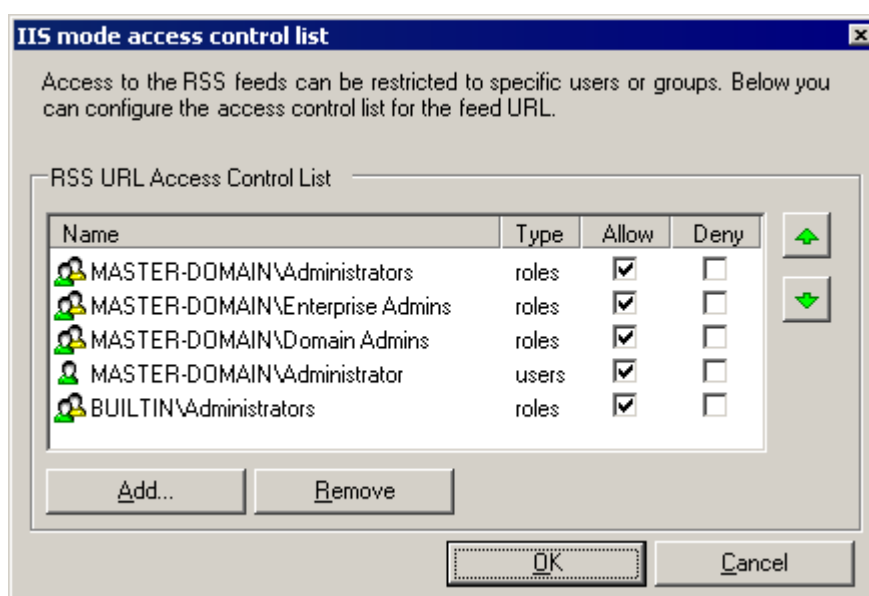 IIS mode access control list
Access to the RSS feeds can be restricted to specific users or groups. Below you
can configure the access control list for the feed URL.
RSS URL Access Control List
Name Type Allow Deny
MASTER-DOMAIN\Administrators roles
MASTER-DOMAIN\Enterprise Admins roles
MASTER-DOMAIN\Domain Admins roles
MASTER-DOMAIN\Administrator users
BUILTIN\Administrators roles
Add... Remove
OK Cancel